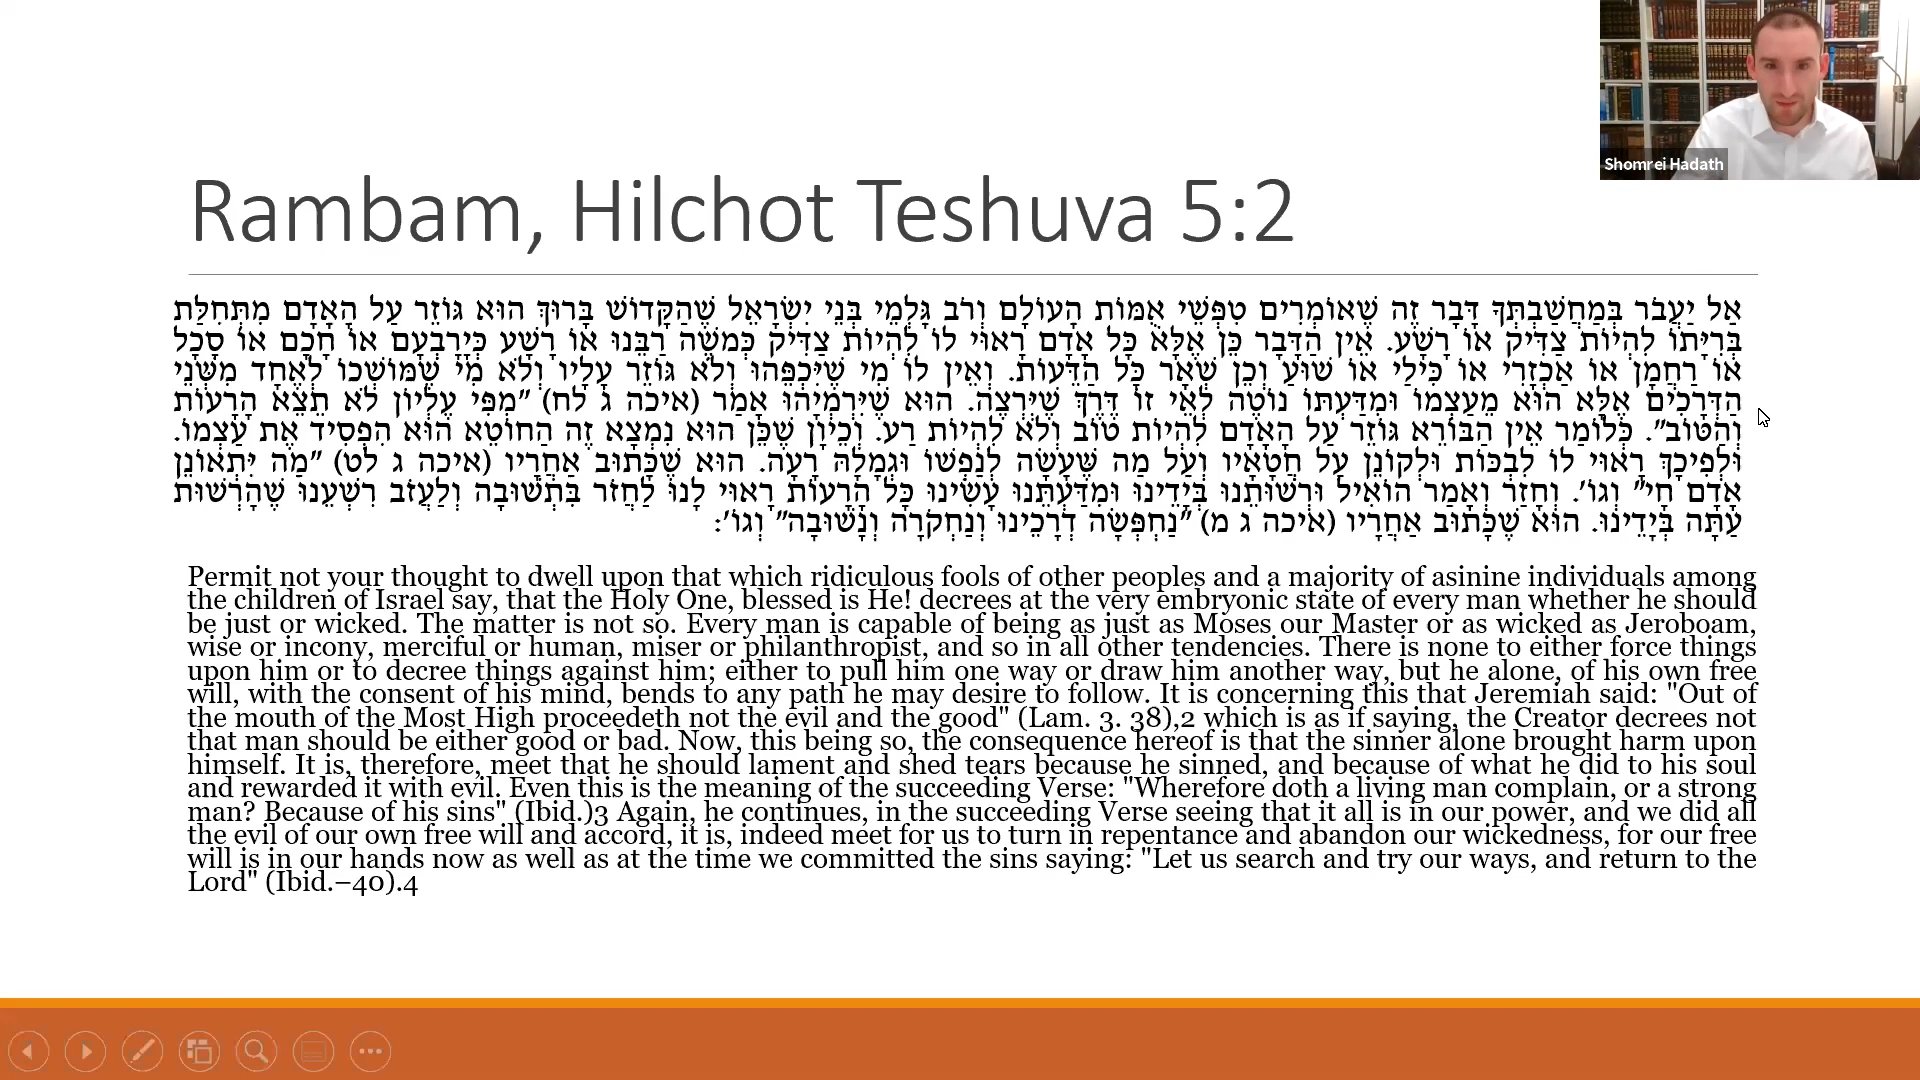 Shomrei Hadath
Rambam, Hilchot Teshuva 5:2
אַל יַעֲבֹר בְּמַחֲשַׁבְתְּךָ דָּבָר זֶה שֶׁאוֹמְרִים טִפְּשֵׁי אֻמּוֹת הָעוֹלָם וְרֹב גָּלְמֵי בְּנֵי יִשְׂרָאֵל שֶׁהַקָּדוֹשׁ בָּרוּךְ הוּא גּוֹזֵר עַל הָאָדָם מִתְּחִלַּת
בְּרִיָּתוֹ לִהְיוֹת צַדִּיק אוֹ רָשָׁע. אֵין הַדָּבָר כֵּן אֶלָּא כָּל אָדָם רָאוּי לוֹ לִהְיוֹת צַדִּיק כְּמשֶׁה רַבֵּנוּ אוֹ רָשָׁע כְּיָרָבְעָם אוֹ חָכָם אוֹ סָכָל
אוֹ רַחֲמָן אוֹ אַכְזָרִי אוֹ כִּילַי אוֹ שׁוּעַ וְכֵן שְׁאָר כָּל הַדֵּעוֹת. וְאֵין לוֹ מִי שֶׁיִּכְפֵּהוּ וְלֹא גּוֹזֵר עָלָיו וְלֹא מִי שֶׁמּוֹשְׁכוֹ לְאֶחָד מִשְּׁנֵי
הַדְּרָכִים אֶלָּא הוּא מֵעַצְמוֹ וּמִדַּעְתּוֹ נוֹטֶה לְאֵי זוֹ דֶּרֶךְ שֶׁיִּרְצֶה. הוּא שֶׁיִּרְמְיָהוּ אָמַר (איכה ג לח) "מִפִּי עֶלְיוֹן לֹא תֵצֵא הָרָעוֹת
וְהַטּוֹב". כְּלוֹמַר אֵין הַבּוֹרֵא גּוֹזֵר עַל הָאָדָם לִהְיוֹת טוֹב וְלֹא לִהְיוֹת רַע. וְכֵיוָן שֶׁכֵּן הוּא נִמְצָא זֶה הַחוֹטֵא הוּא הִפְסִיד אֶת עַצְמוֹ.
וּלְפִיכָךְ רָאוּי לוֹ לִבְכּוֹת וּלְקוֹנֵן עַל חֲטָאָיו וְעַל מַה שֶּׁעָשָׂה לְנַפְשׁוֹ וּגְמָלָהּ רָעָה. הוּא שֶׁכָּתוּב אַחֲרָיו (איכה ג לט) "מַה יִּתְאוֹנֵן
אָדָם חָי" וְגוֹ'. וְחָזַר וְאָמַר הוֹאִיל וּרְשׁוּתֵנוּ בְּיָדֵינוּ וּמִדַּעְתֵּנוּ עָשִׂינוּ כָּל הָרָעוֹת רָאוּי לָנוּ לַחֲזֹר בִּתְשׁוּבָה וְלַעֲזֹב רִשְׁעֵנוּ שֶׁהָרְשׁוּת
עַתָּה בְּיָדֵינוּ. הוּא שֶׁכָּתוּב אַחֲרָיו (איכה ג מ) "נַחְפְּשָׂה דְרָכֵינוּ וְנַחְקֹרָה וְנָשׁוּבָה" וְגוֹ':
Permit not your thought to dwell upon that which ridiculous fools of other peoples and a majority of asinine individuals among
the children of Israel say, that the Holy One, blessed is He! decrees at the very embryonic state of every man whether he should
be just or wicked. The matter is not so. Every man is capable of being as just as Moses our Master or as wicked as Jeroboam,
wise or incony, merciful or human, miser or philanthropist, and so in all other tendencies. There is none to either force things
upon him or to decree things against him; either to pull him one way or draw him another way, but he alone, of his own free
will, with the consent of his mind, bends to any path he may desire to follow. It is concerning this that Jeremiah said: "Out of
the mouth of the Most High proceedeth not the evil and the good" (Lam. 3. 38),2 which is as if saying, the Creator decrees not
that man should be either good or bad. Now, this being so, the consequence hereof is that the sinner alone brought harm upon
himself. It is, therefore, meet that he should lament and shed tears because he sinned, and because of what he did to his soul
and rewarded it with evil. Even this is the meaning of the succeeding Verse: "Wherefore doth a living man complain, or a strong
man? Because of his sins" (Ibid.)3 Again, he continues, in the succeeding Verse seeing that it all is in our power, and we did all
the evil of our own free will and accord, it is, indeed meet for us to turn in repentance and abandon our wickedness, for our free
will is in our hands now as well as at the time we committed the sins saying: "Let us search and try our ways, and return to the
Lord" (Ibid.–40).4